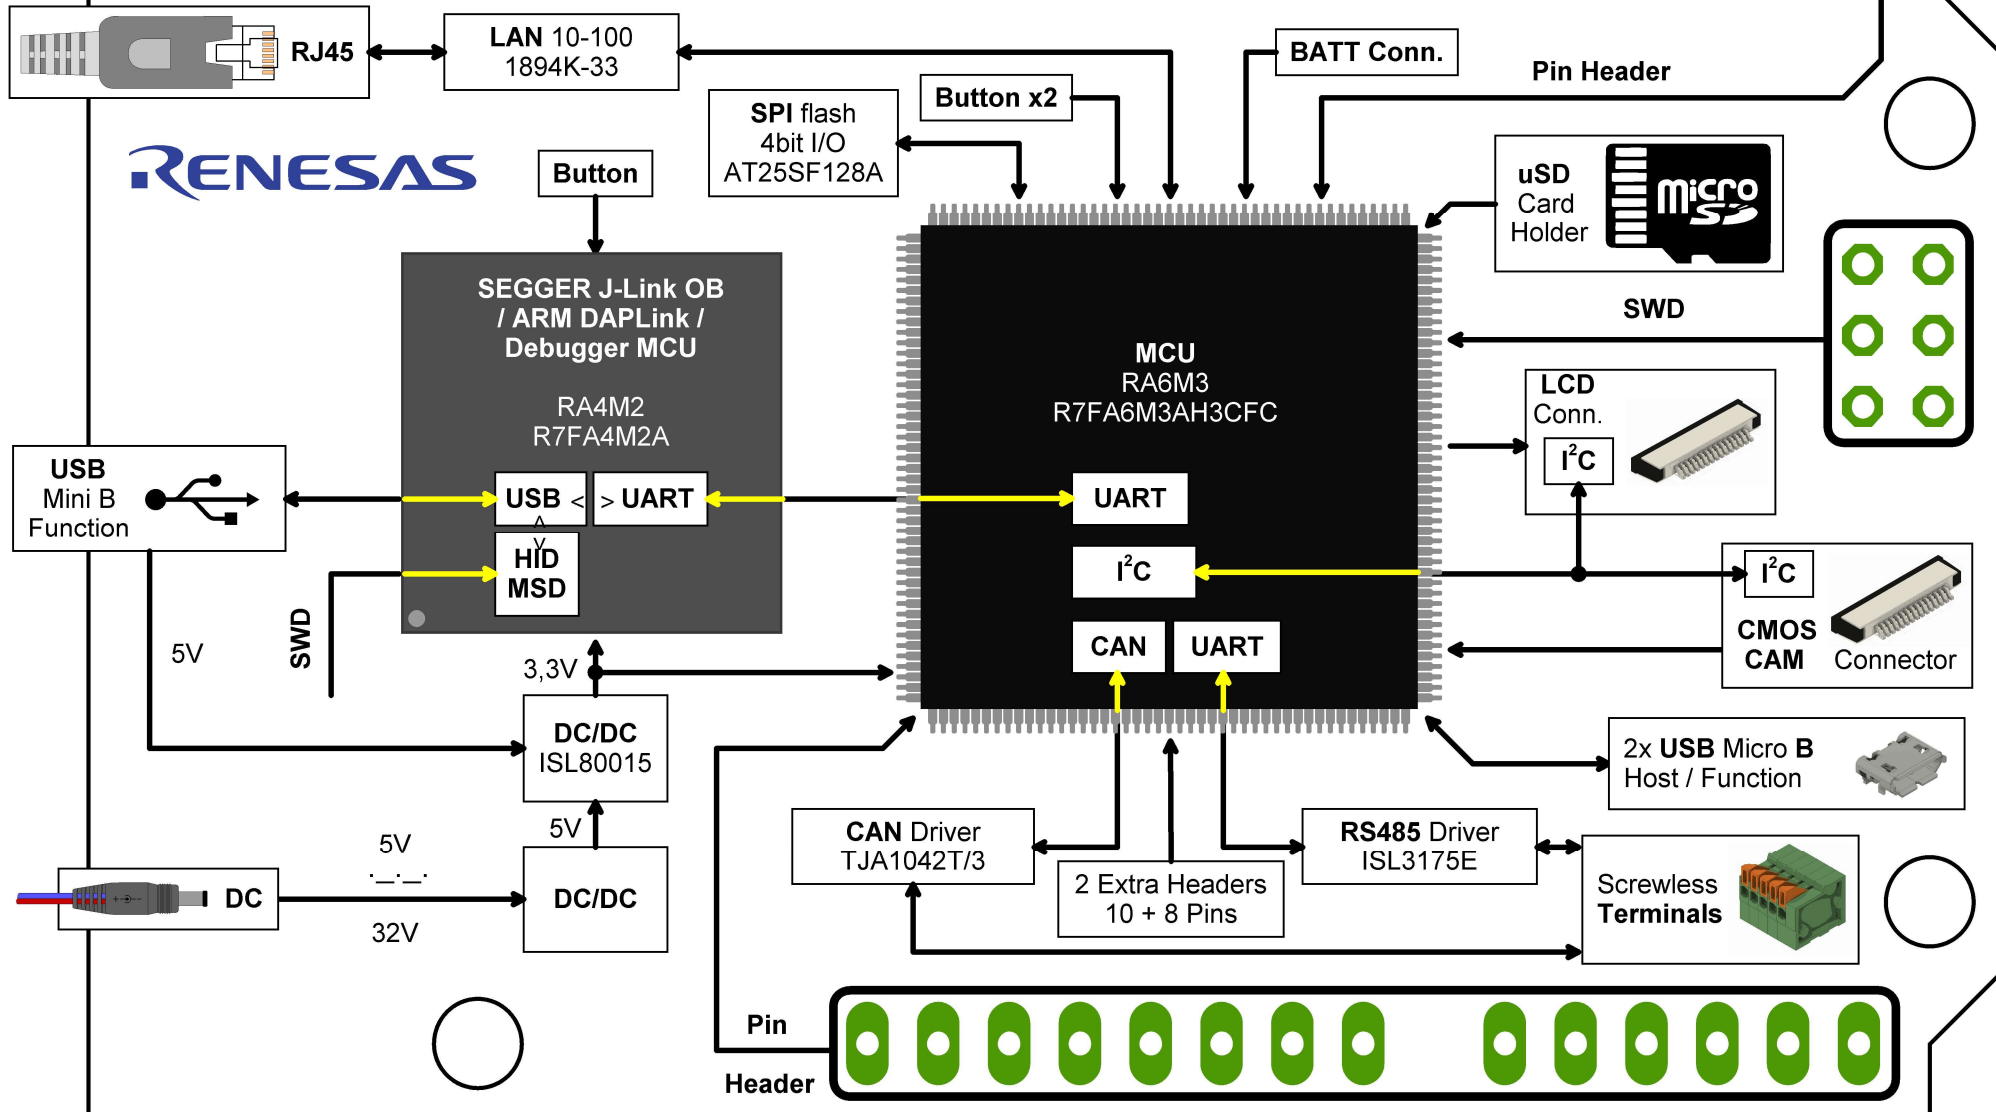 RJ45
LAN 10-100
1894K-33
BATT Conn.
Pin Header
Button x2
SPI flash
4bit I/O
AT25SF128A
RENESAS
Button
uSD
Card
Holder
micro
SD
SEGGER J-Link OB
/ ARM DAPLink /
Debugger MCU
RA4M2
R7FA4M2A
MCU
RA6M3
R7FA6M3AH3CFC
SWD
LCD
Conn.
I²C
USB
Mini B
Function
USB < > UART
< >
HID
MSD
UART
I²C
CAN
UART
I²C
CMOS
CAM Connector
5V
SWD
3,3V
DC/DC
ISL80015
2x USB Micro B
Host / Function
5V
5V
._._.
32V
DC
DC/DC
CAN Driver
TJA1042T/3
2 Extra Headers
10 + 8 Pins
RS485 Driver
ISL3175E
Screwless
Terminals
Pin
Header